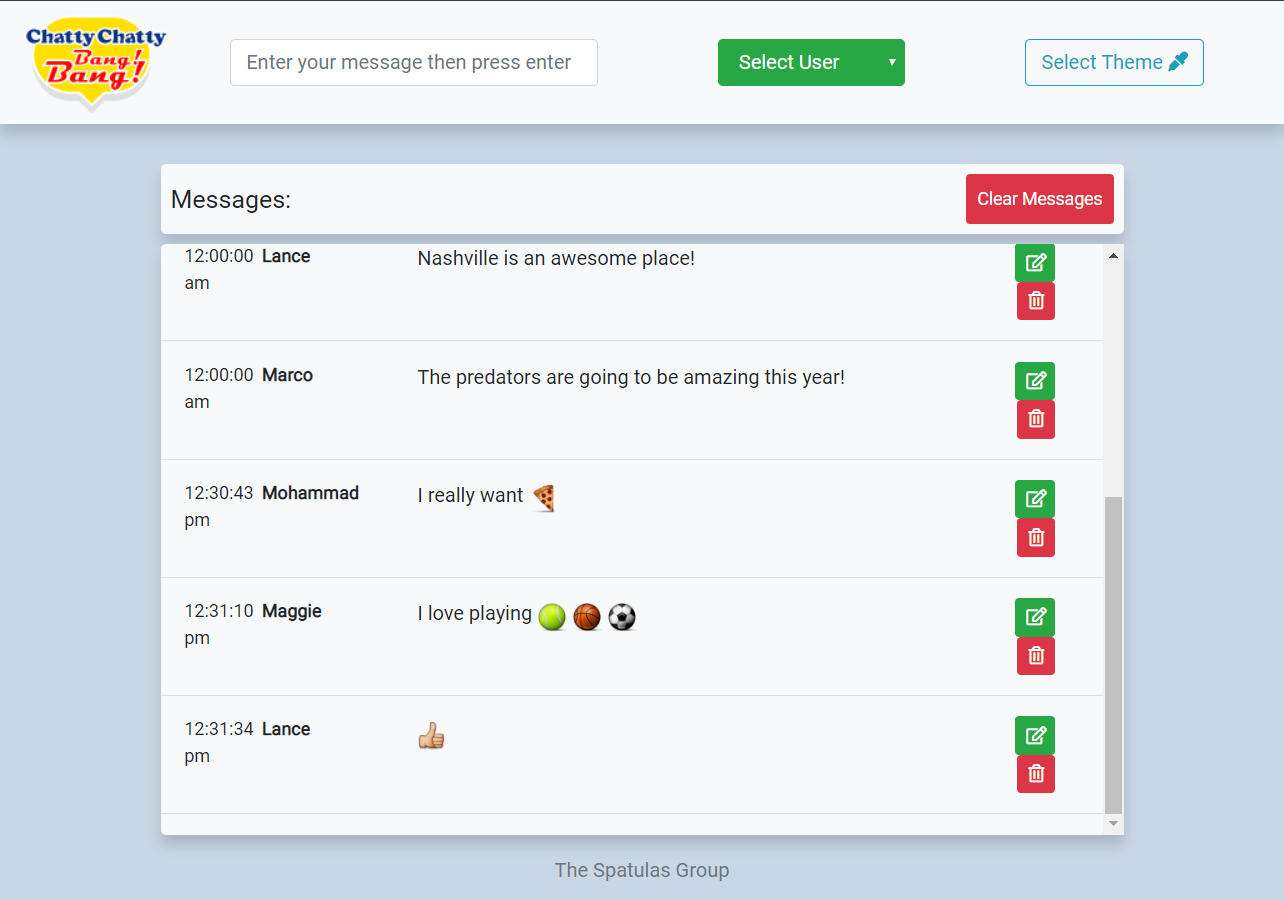 Chatty Chatty
Bang!
Bang!
Enter your message then press enter
Select User
Select Theme
Messages:
Clear Messages
12:00:00 Lance Nashville is an awesome place!
am
12:00:00 Marco The predators are going to be amazing this year!
am
12:30:43 Mohammad I really want 🍕
pm
12:31:10 Maggie I love playing 🎾 🏀 ⚽
pm
12:31:34 Lance 👍🏼
pm
The Spatulas Group